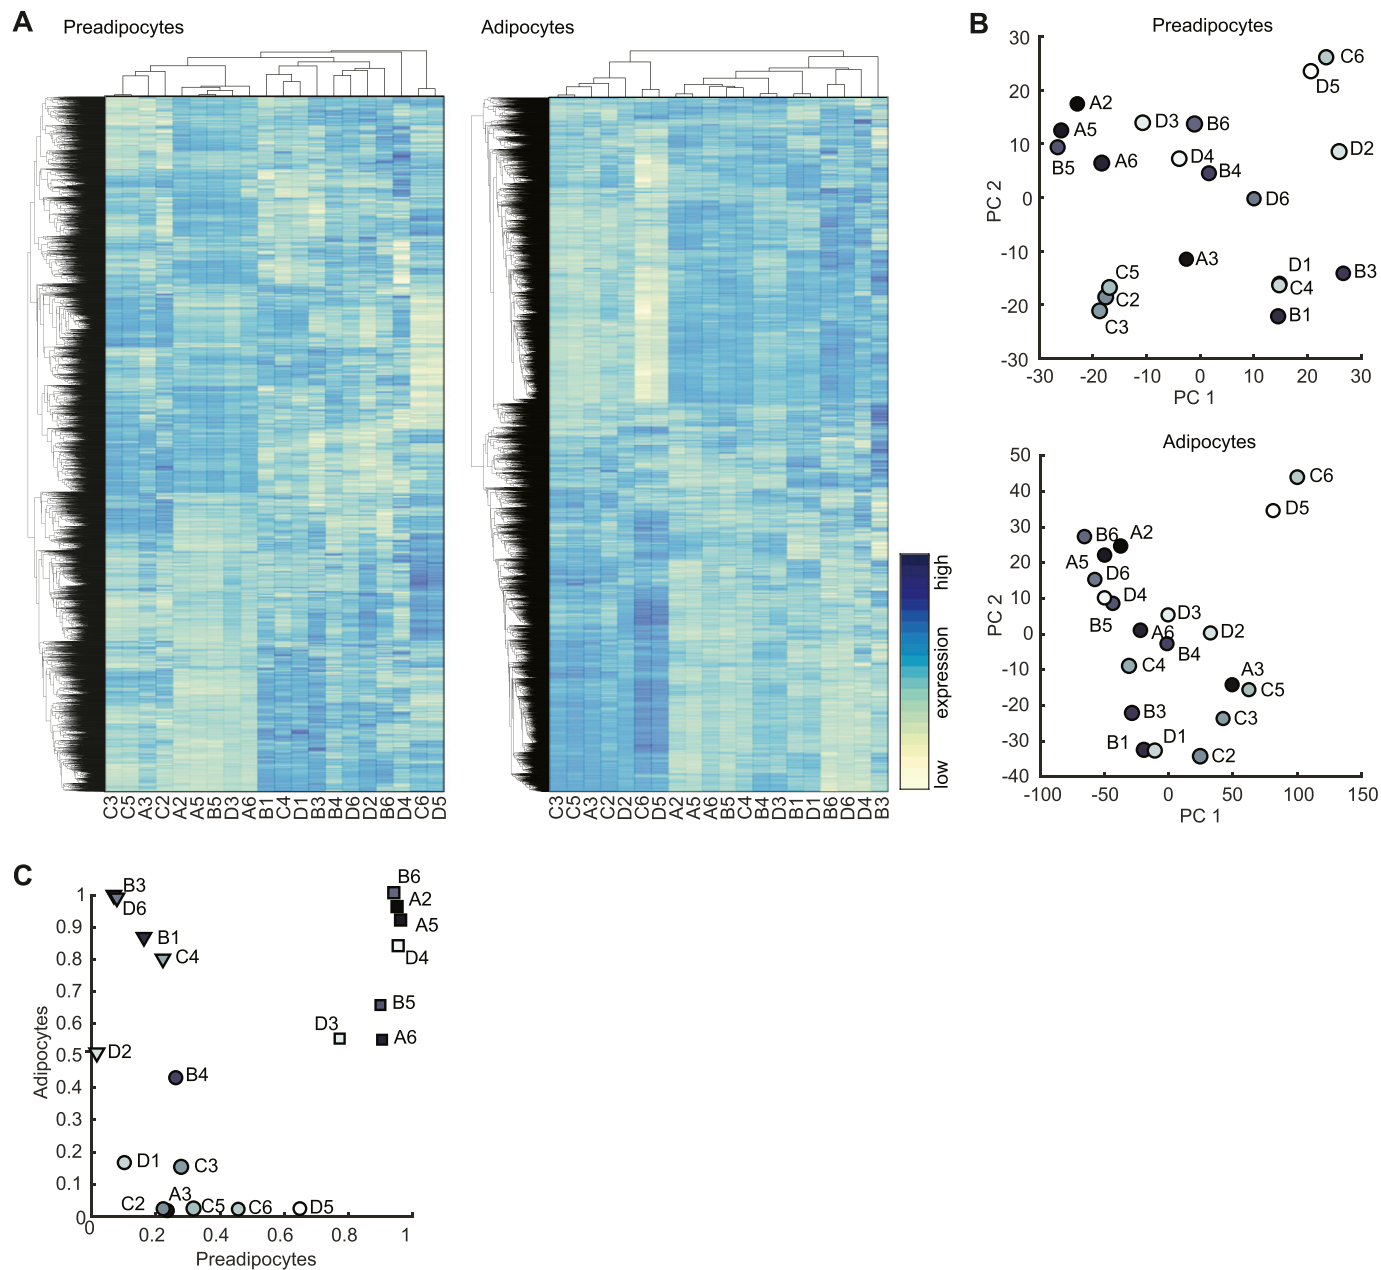 A Preadipocytes Adipocytes
high
expression
low
C3 C5 A3 C2 A2 A5 B5 D3 A6 B1 C4 D1 B3 B4 D6 D2 B6 D4 C6 D5
C3 C5 A3 C2 D2 C6 D5 A2 A5 A6 B5 C4 B4 D3 B1 D1 B6 D6 D4 B3
B Preadipocytes
30
20
10
0
-10
-20
-30
PC 2
C6
D5
A2
D3 B6
A5
D2
B5 A6 D4
B4
D6
A3
D1
C5
B3
C4
C2
B1
C3
-30 -20 -10 0 10 20 30
PC 1
Adipocytes
50
40
30
20
10
0
-10
-20
-30
-40
PC 2
C6
D5
B6 A2
A5
D6
D4
B5 D3
A6 D2
B4
C4 A3
C5
B3 C3
B1 D1
C2
-100 -50 0 50 100 150
PC 1
C
1
0.9
0.8
0.7
0.6
0.5
0.4
0.3
0.2
0.1
0
Adipocytes
B3 B6
D6 A2
A5
B1
C4 D4
B5
D3 A6
D2
B4
D1 C3
A3
C2 C5 C6 D5
0 0.2 0.4 0.6 0.8 1
Preadipocytes